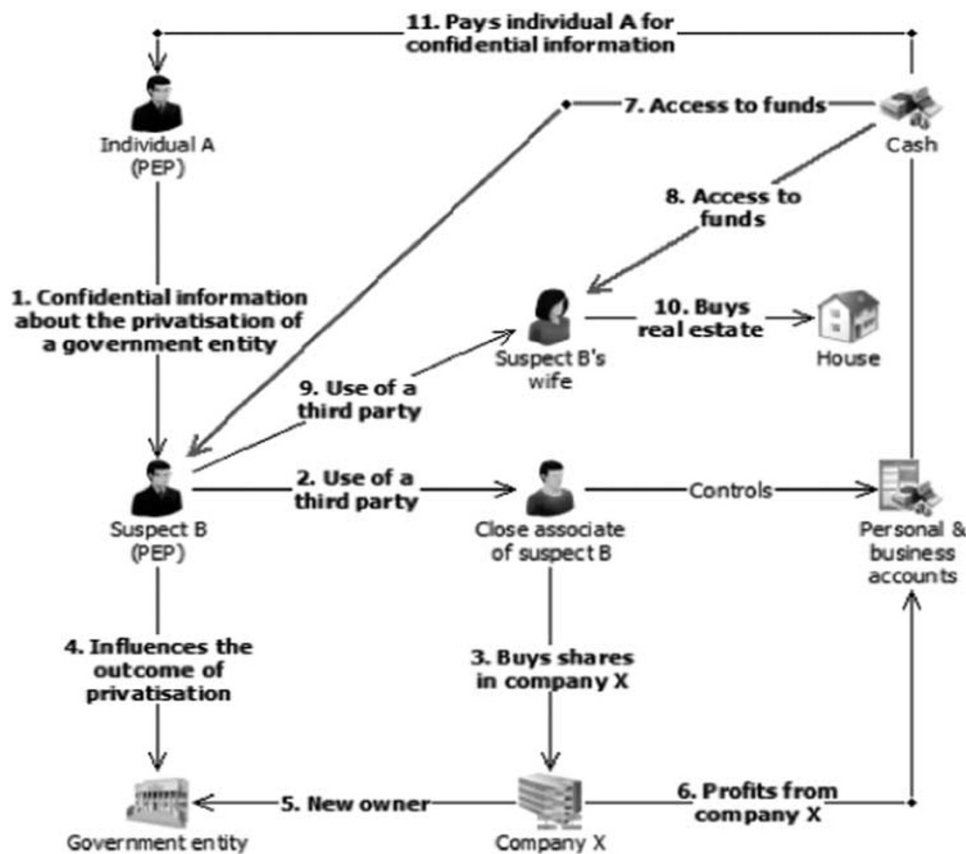 11. Pays individual A for
confidential information
Individual A
(PEP)
7. Access to funds
Cash
8. Access to
funds
1. Confidential information
about the privatisation of
a government entity
10. Buys
real estate
Suspect B's
wife
House
9. Use of a
third party
2. Use of a
third party
Controls
Suspect B
(PEP)
Close associate
of suspect B
Personal &
business
accounts
4. Influences the
outcome of
privatisation
3. Buys shares
in company X
5. New owner
6. Profits from
company X
Government entity
Company X